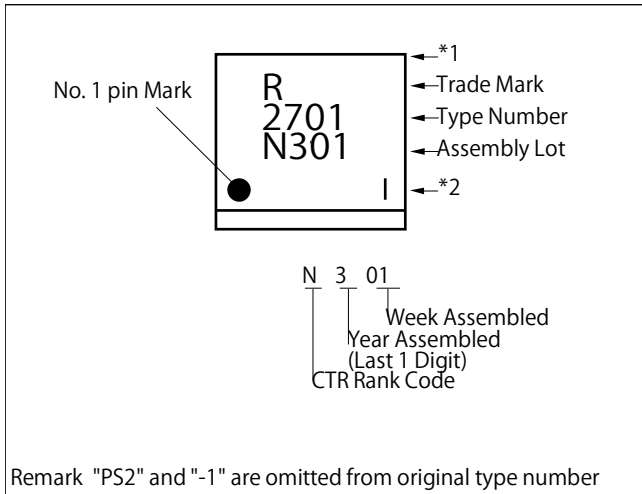 *1
No. 1 pin Mark
R
Trade Mark
2701
Type Number
N301
Assembly Lot
I
*2
N 3 01
Week Assembled
Year Assembled
(Last 1 Digit)
CTR Rank Code
Remark "PS2" and "-1" are omitted from original type number